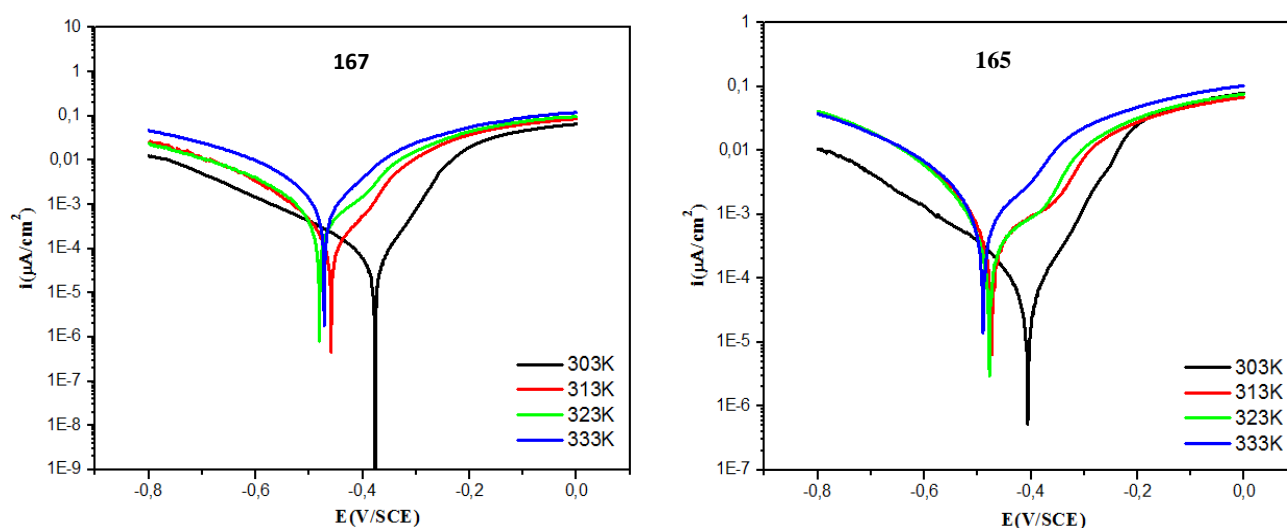 167
i(µA/cm²)
10
1
0,1
0,01
1E-3
1E-4
1E-5
1E-6
1E-7
1E-8
1E-9
-0,8
-0,6
-0,4
-0,2
0,0
E(V/SCE)
303K
313K
323K
333K
165
i(µA/cm²)
1
0,1
0,01
1E-3
1E-4
1E-5
1E-6
1E-7
-0,8
-0,6
-0,4
-0,2
0,0
E(V/SCE)
303K
313K
323K
333K